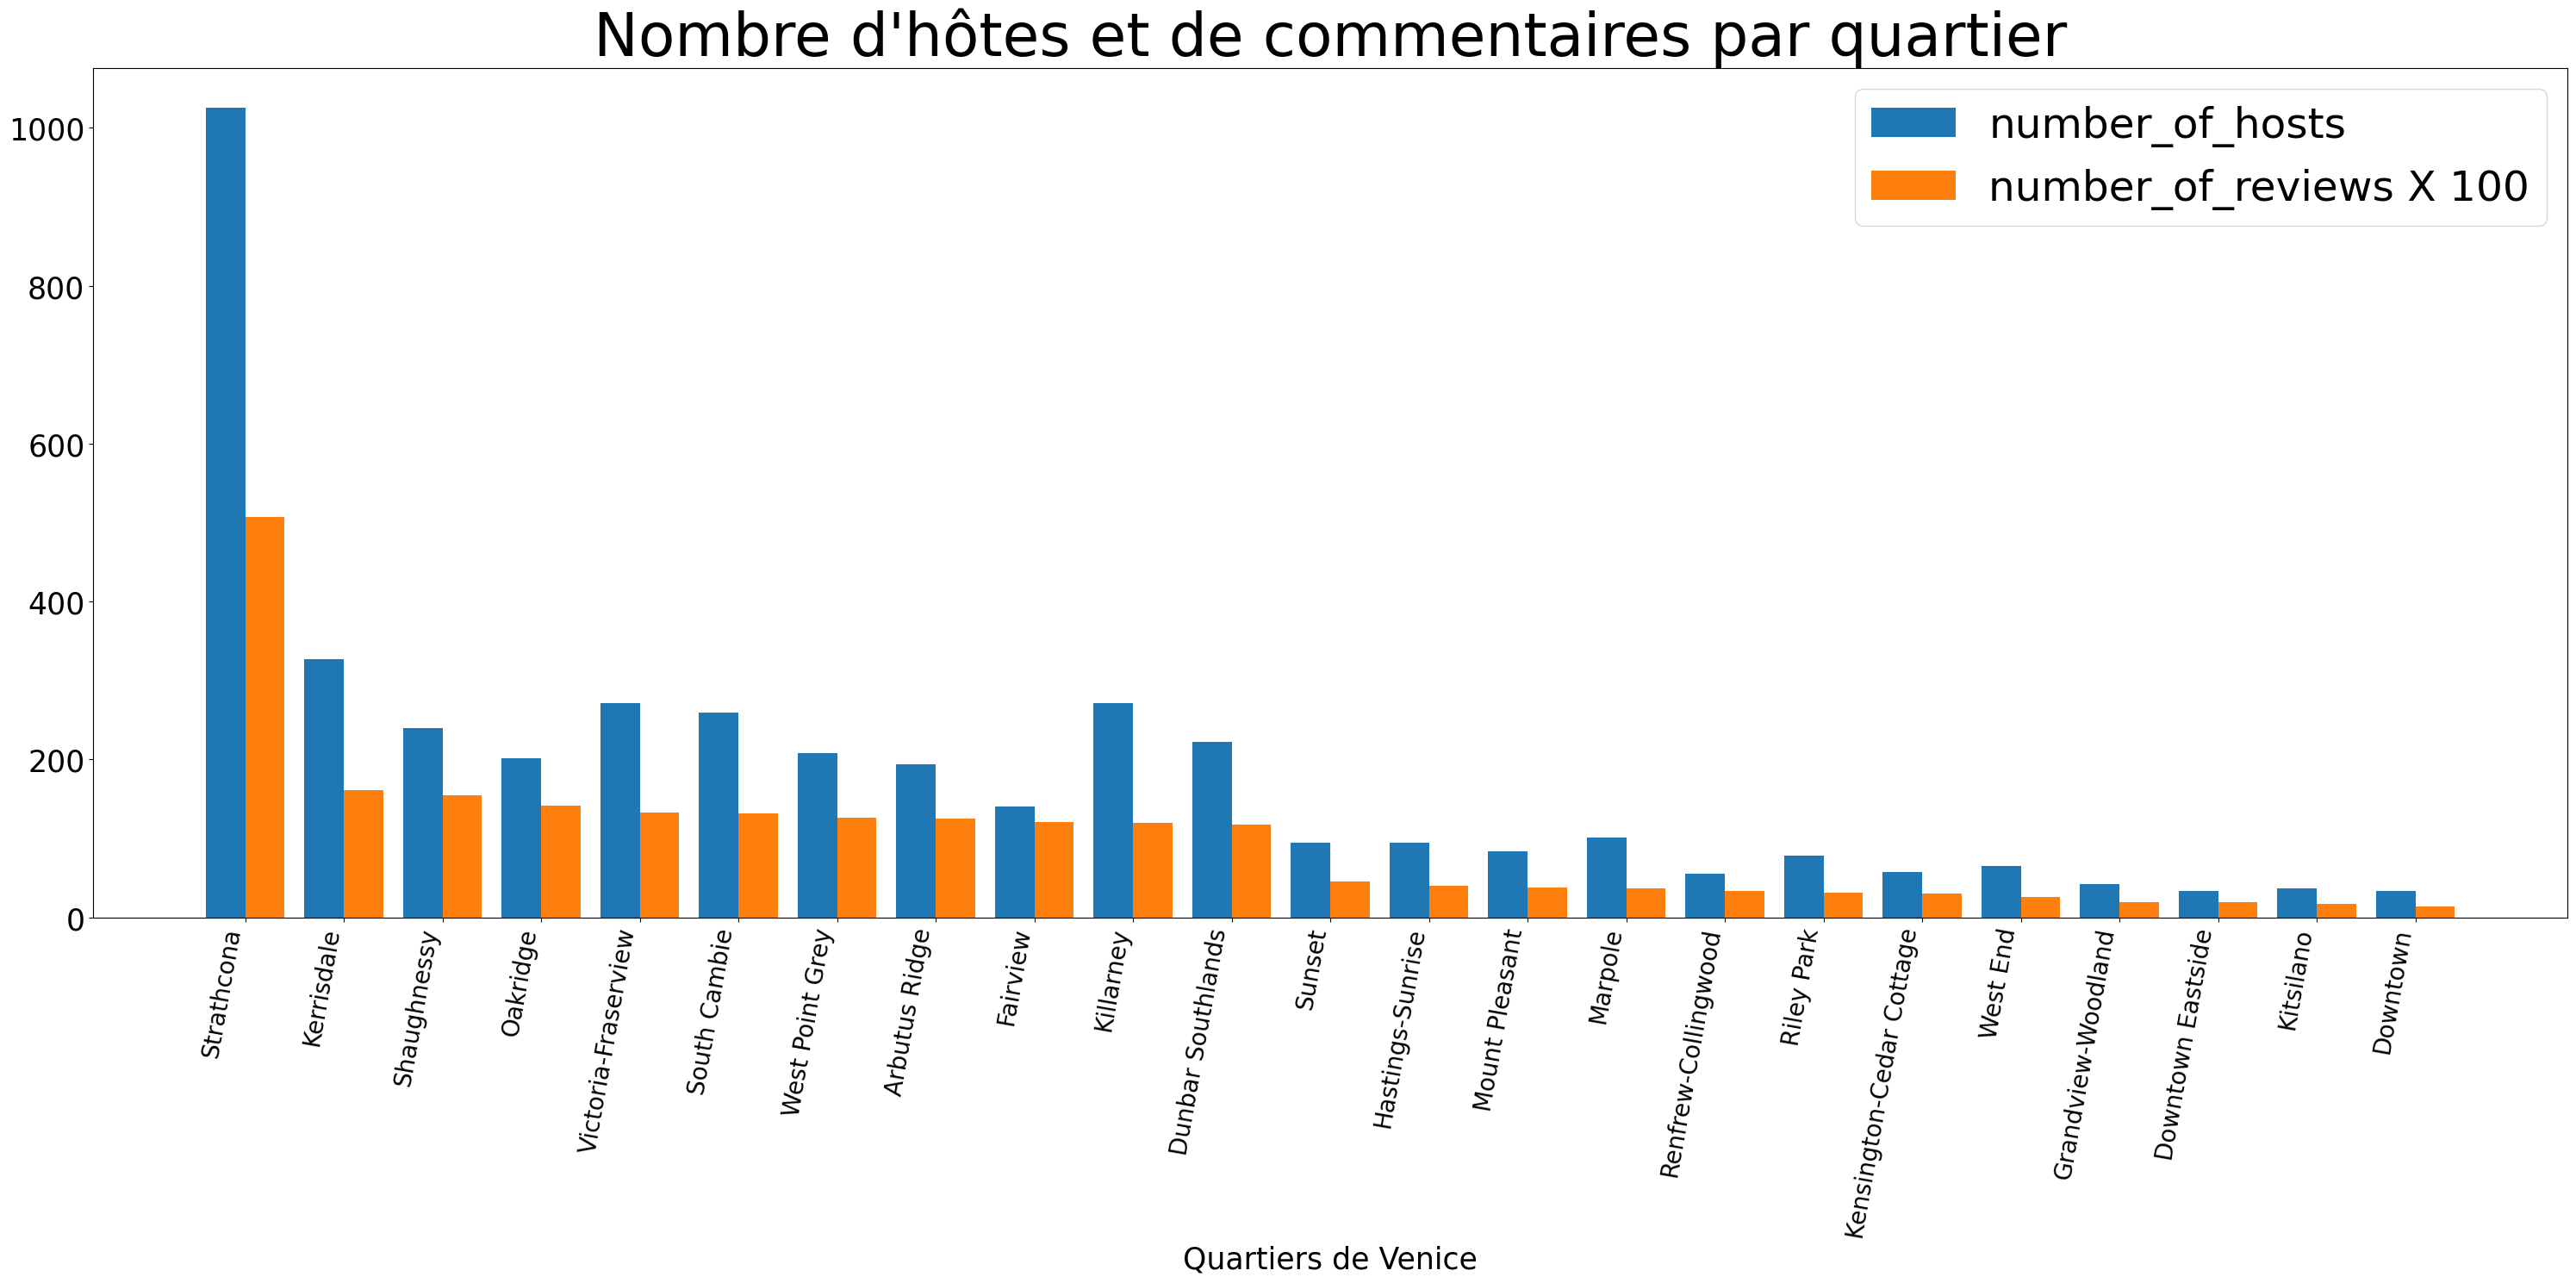 Nombre d'hôtes et de commentaires par quartier
number_of_hosts
number_of_reviews X 100
1000
800
600
400
200
0
Strathcona
Kerrisdale
Shaughnessy
Oakridge
Victoria-Fraserview
South Cambie
West Point Grey
Arbutus Ridge
Fairview
Killarney
Dunbar Southlands
Sunset
Hastings-Sunrise
Mount Pleasant
Marpole
Renfrew-Collingwood
Riley Park
Kensington-Cedar Cottage
West End
Grandview-Woodland
Downtown Eastside
Kitsilano
Downtown
Quartiers de Venice